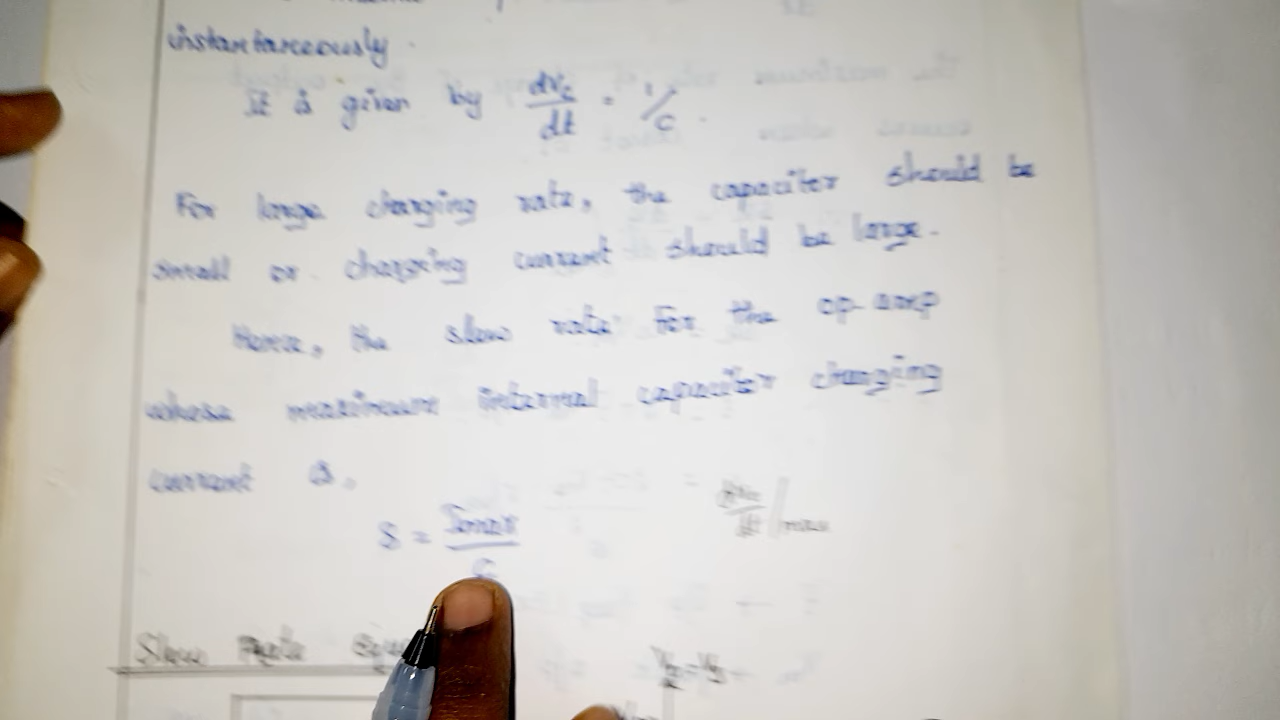 instantaneously.
It is given by dVc/dt = I/C.
For large charging rate, the capacitor should be
small or charging current should be large.
Hence, the slew rate for the op-amp
whose maximum internal capacitor charging
current is,
S = Imax/C
Slew Rate